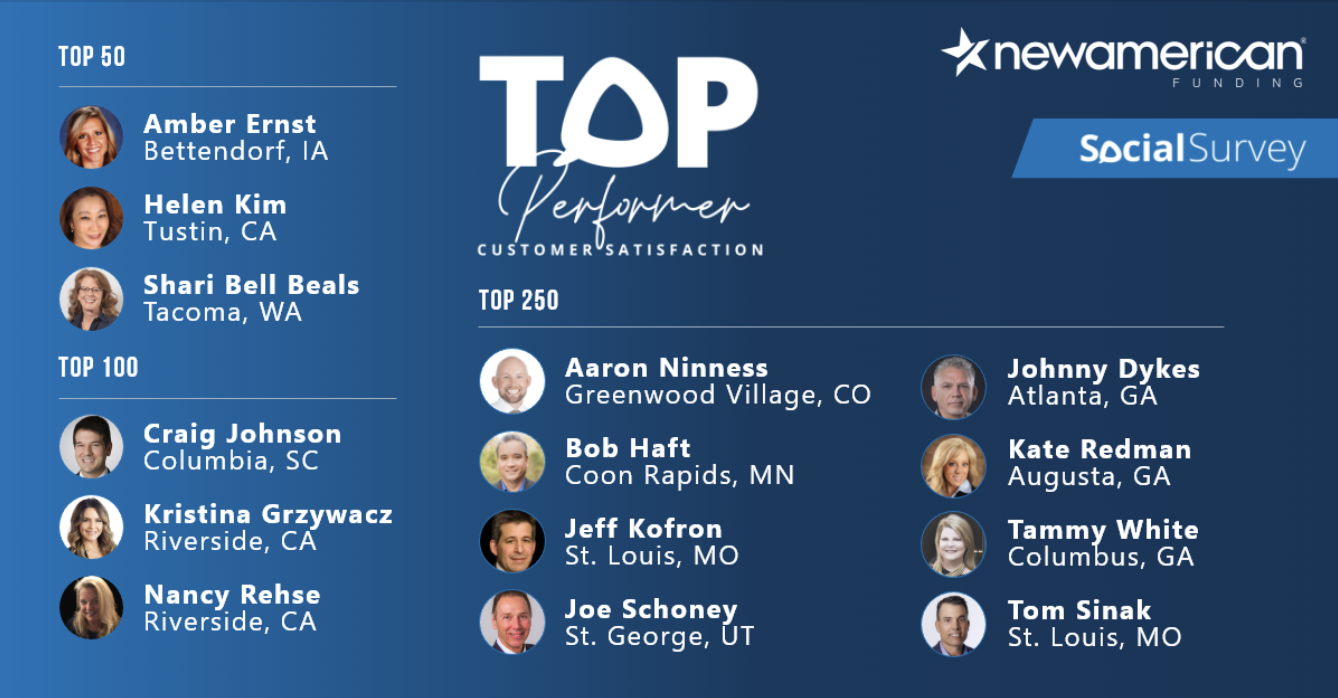 TOP 50
Amber Ernst
Bettendorf, IA
Helen Kim
Tustin, CA
Shari Bell Beals
Tacoma, WA
TOP 100
Craig Johnson
Columbia, SC
Kristina Grzywacz
Riverside, CA
Nancy Rehse
Riverside, CA
TOP
Performer
CUSTOMER SATISFACTION
newamerican®
FUNDING
SocialSurvey
TOP 250
Aaron Ninness
Greenwood Village, CO
Bob Haft
Coon Rapids, MN
Jeff Kofron
St. Louis, MO
Joe Schoney
St. George, UT
Johnny Dykes
Atlanta, GA
Kate Redman
Augusta, GA
Tammy White
Columbus, GA
Tom Sinak
St. Louis, MO